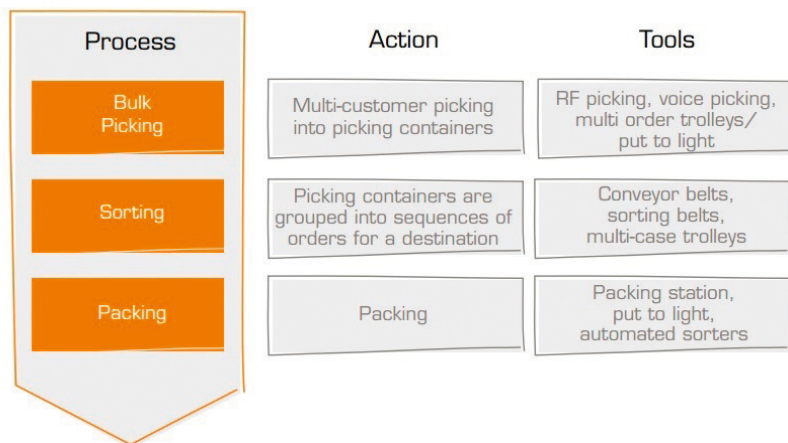 Process
Action
Tools
Bulk
Picking
Multi-customer picking
into picking containers
RF picking, voice picking,
multi order trolleys/
put to light
Sorting
Picking containers are
grouped into sequences of
orders for a destination
Conveyor belts,
sorting belts,
multi-case trolleys
Packing
Packing
Packing station,
put to light,
automated sorters